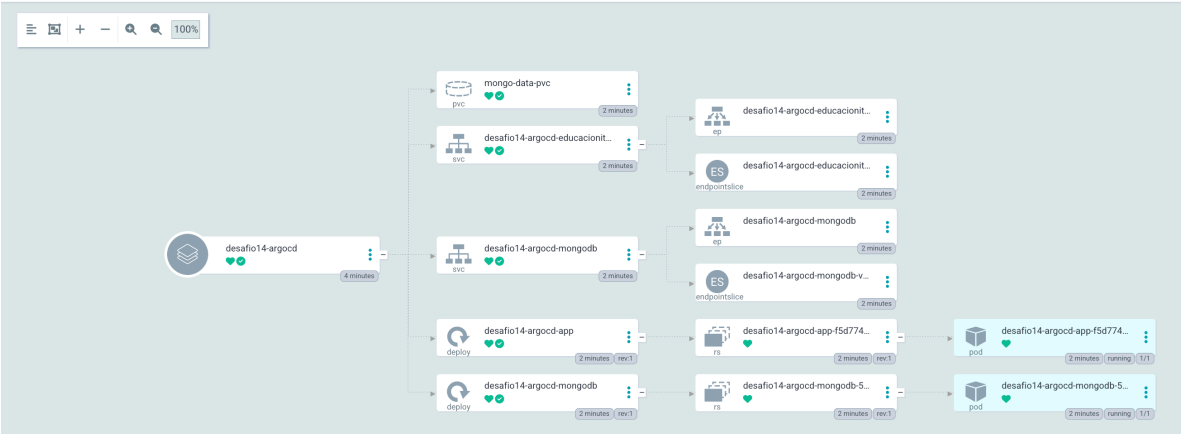 100%
mongo-data-pvc
pvc
2 minutes
desafio14-argocd-educacionit...
svc
2 minutes
desafio14-argocd-educacionit...
ep
2 minutes
ES
desafio14-argocd-educacionit...
endpointslice
2 minutes
desafio14-argocd
4 minutes
desafio14-argocd-mongodb
svc
2 minutes
desafio14-argocd-mongodb
ep
2 minutes
ES
desafio14-argocd-mongodb-v...
endpointslice
2 minutes
desafio14-argocd-app
deploy
2 minutes rev:1
desafio14-argocd-app-f5d774...
rs
2 minutes rev:1
desafio14-argocd-app-f5d774...
pod
2 minutes running 1/1
desafio14-argocd-mongodb
deploy
2 minutes rev:1
desafio14-argocd-mongodb-5...
rs
2 minutes rev:1
desafio14-argocd-mongodb-5...
pod
2 minutes running 1/1